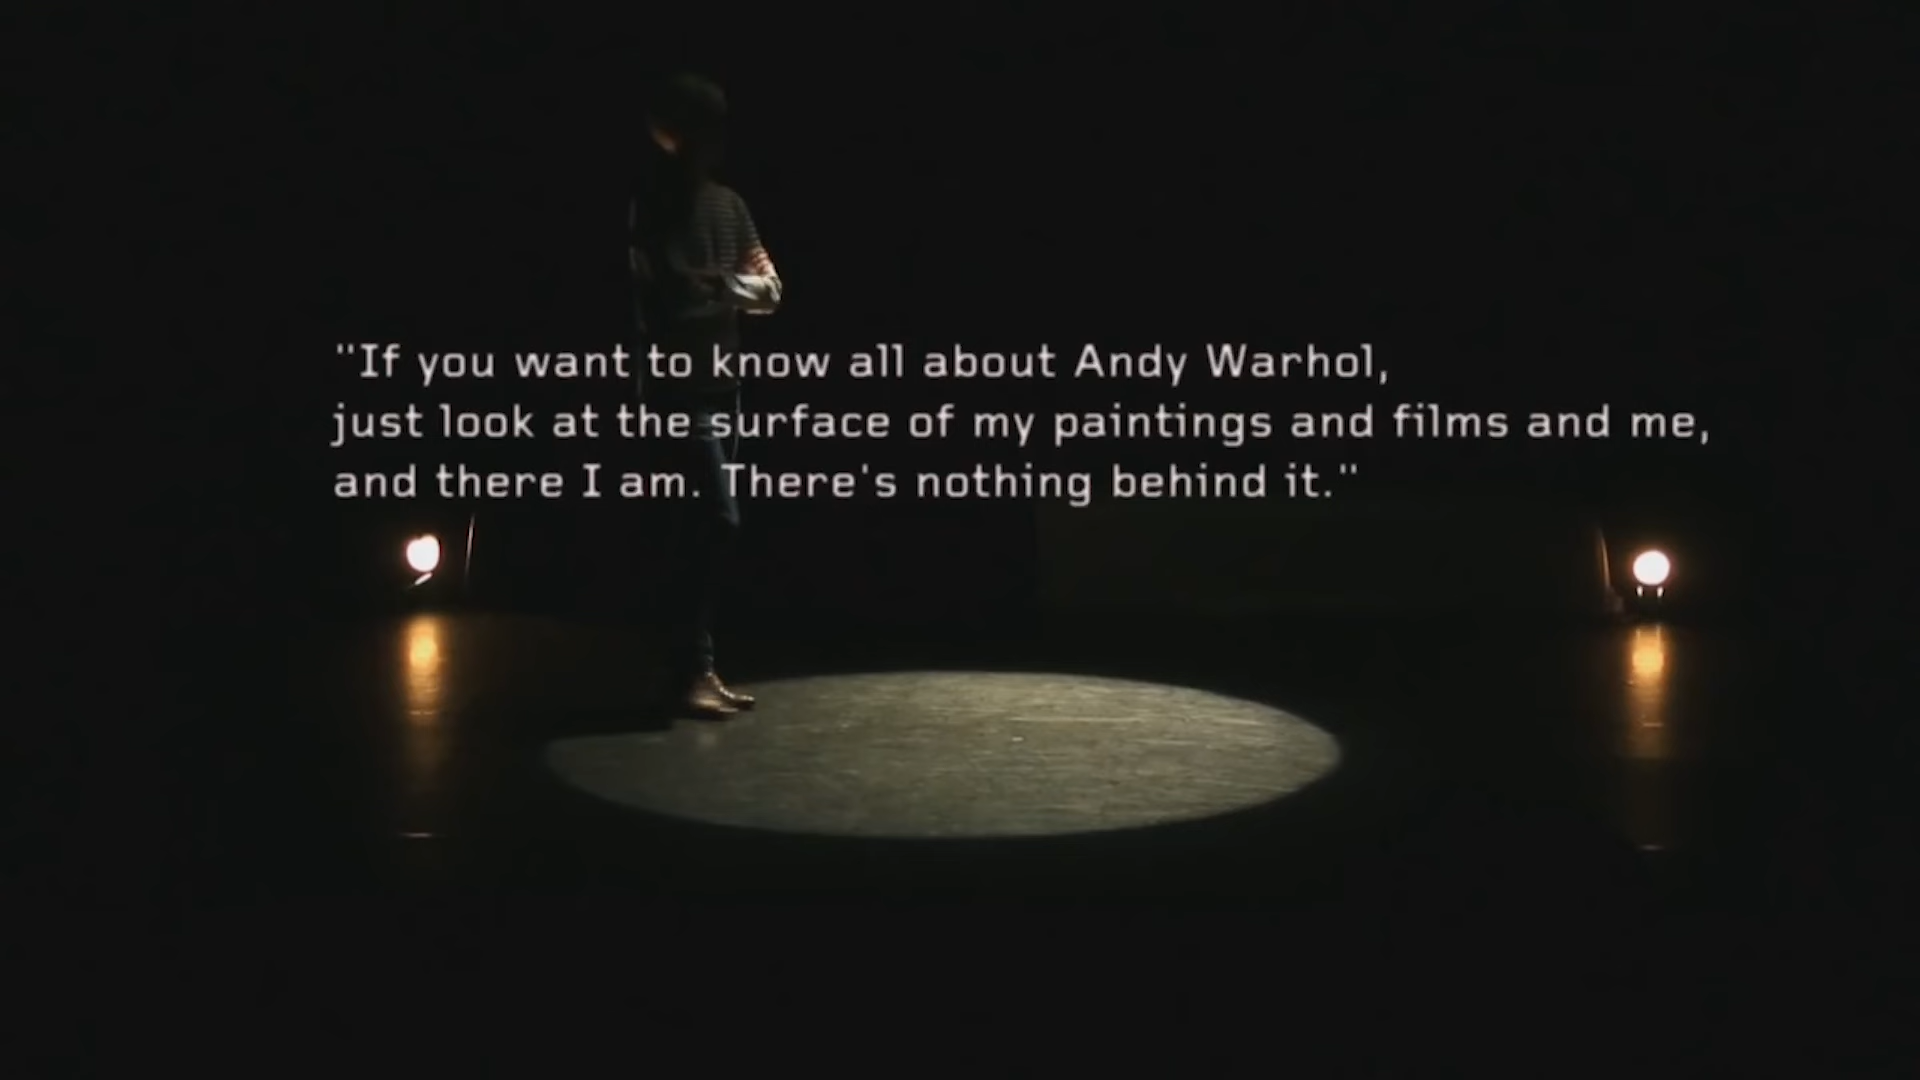 "If you want to know all about Andy Warhol,
just look at the surface of my paintings and films and me,
and there I am. There's nothing behind it."